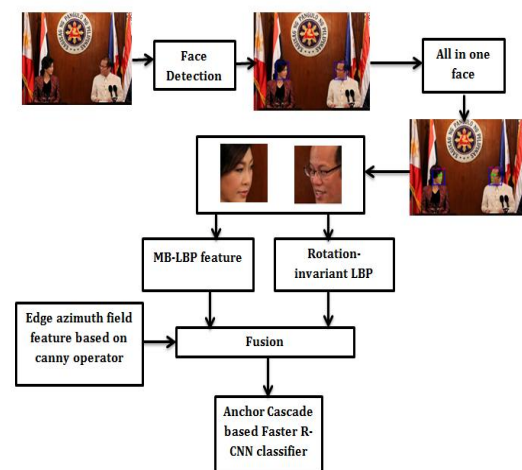 Face
Detection
All in one
face
MB-LBP feature
Rotation-
invariant LBP
Edge azimuth field
feature based on
canny operator
Fusion
Anchor Cascade
based Faster R-
CNN classifier